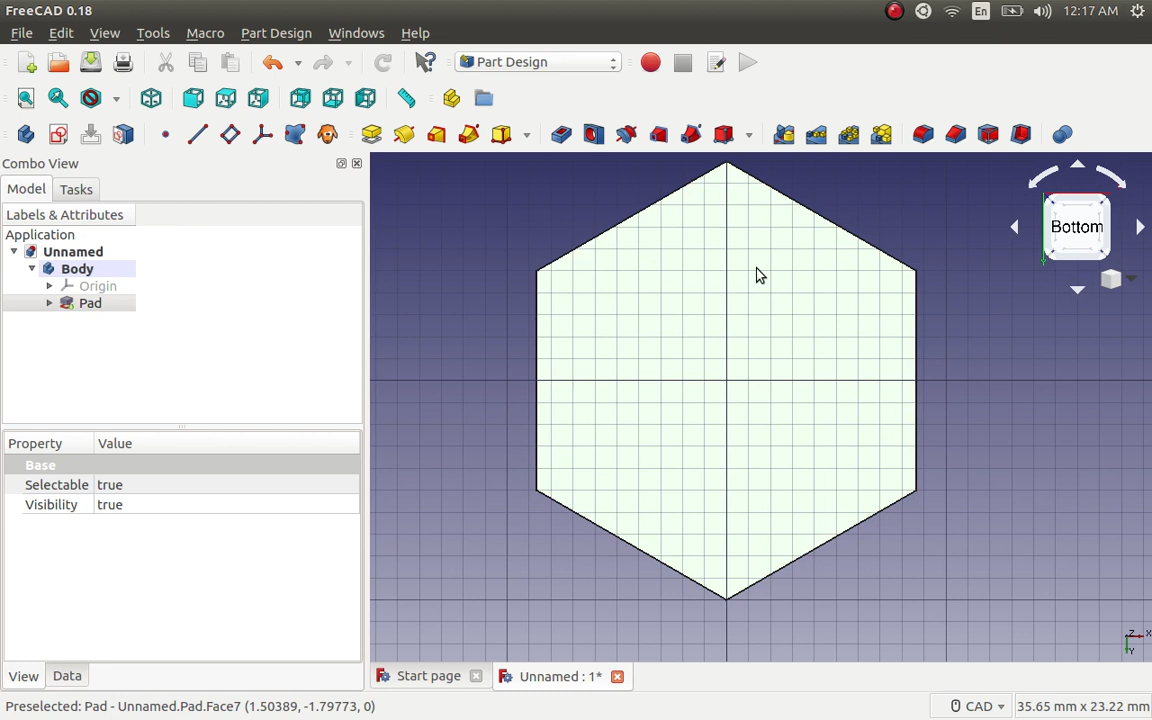 FreeCAD 0.18
En
12:17 AM
File Edit View Tools Macro Part Design Windows Help
Part Design
Combo View
Model Tasks
Labels & Attributes
Application
Unnamed
Body
Origin
Pad
Bottom
Property Value
Base
Selectable true
Visibility true
Z X
Y
View Data
Start page Unnamed : 1*
Preselected: Pad - Unnamed.Pad.Face7 (1.50389, -1.79773, 0)
CAD 35.65 mm x 23.22 mm